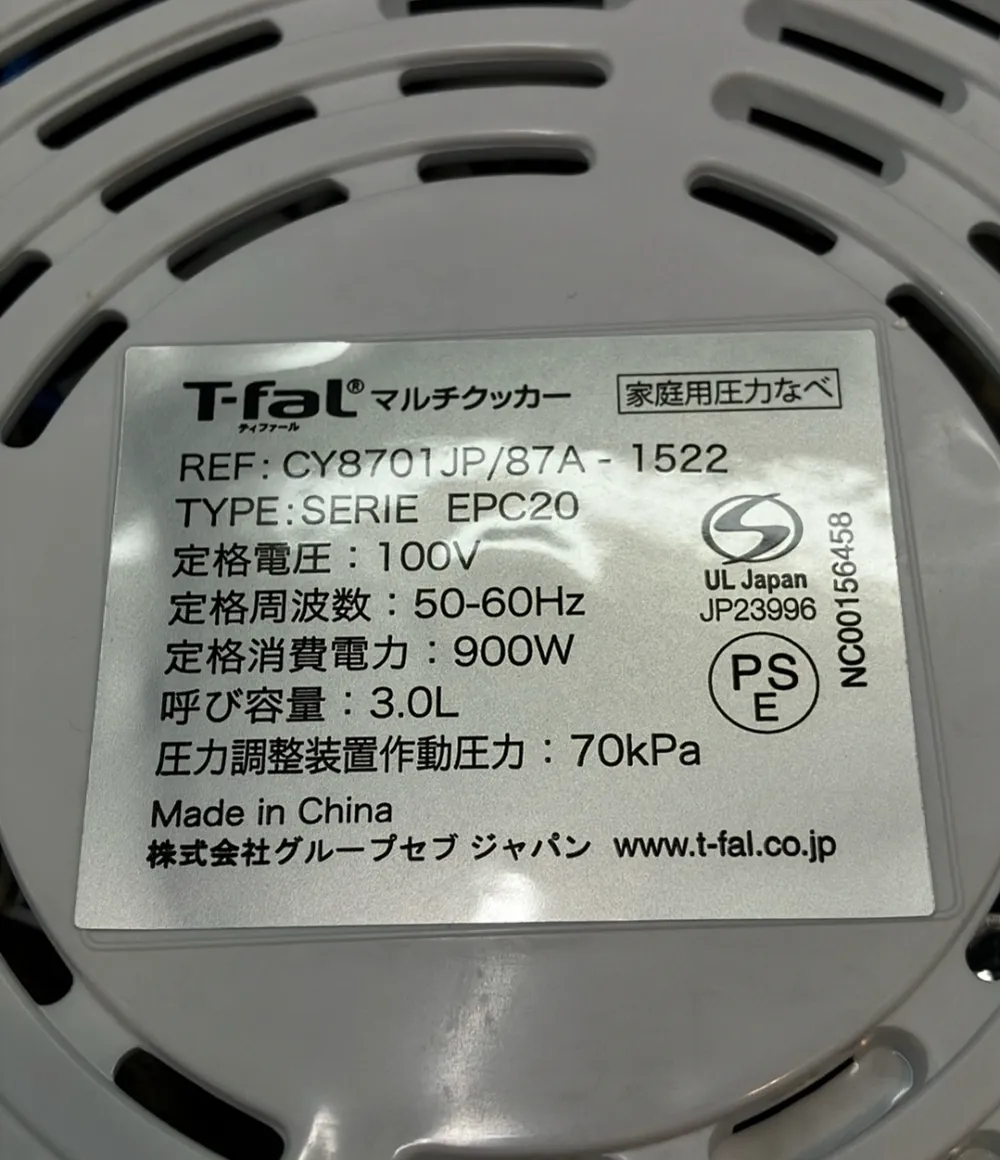 T-fal® マルチクッカー 家庭用圧力なべ
ティファール
REF: CY8701JP/87A - 1522
TYPE:SERIE EPC20
定格電圧：100V
定格周波数：50-60Hz
定格消費電力：900W
呼び容量：3.0L
圧力調整装置作動圧力：70kPa
Made in China
株式会社グループセブ ジャパン www.t-fal.co.jp
S
UL Japan
JP23996
PS
E
NC00156458